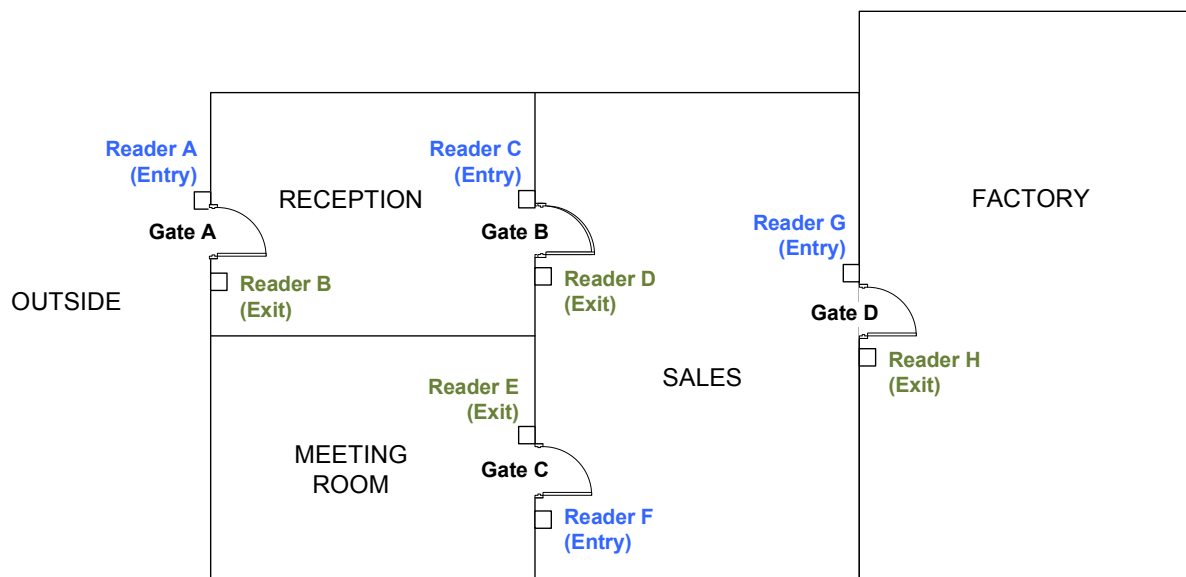 Reader A
(Entry)
Gate A
Reader B
(Exit)
OUTSIDE
RECEPTION
Reader C
(Entry)
Gate B
Reader D
(Exit)
MEETING
ROOM
Reader E
(Exit)
Gate C
Reader F
(Entry)
SALES
Reader G
(Entry)
Gate D
Reader H
(Exit)
FACTORY